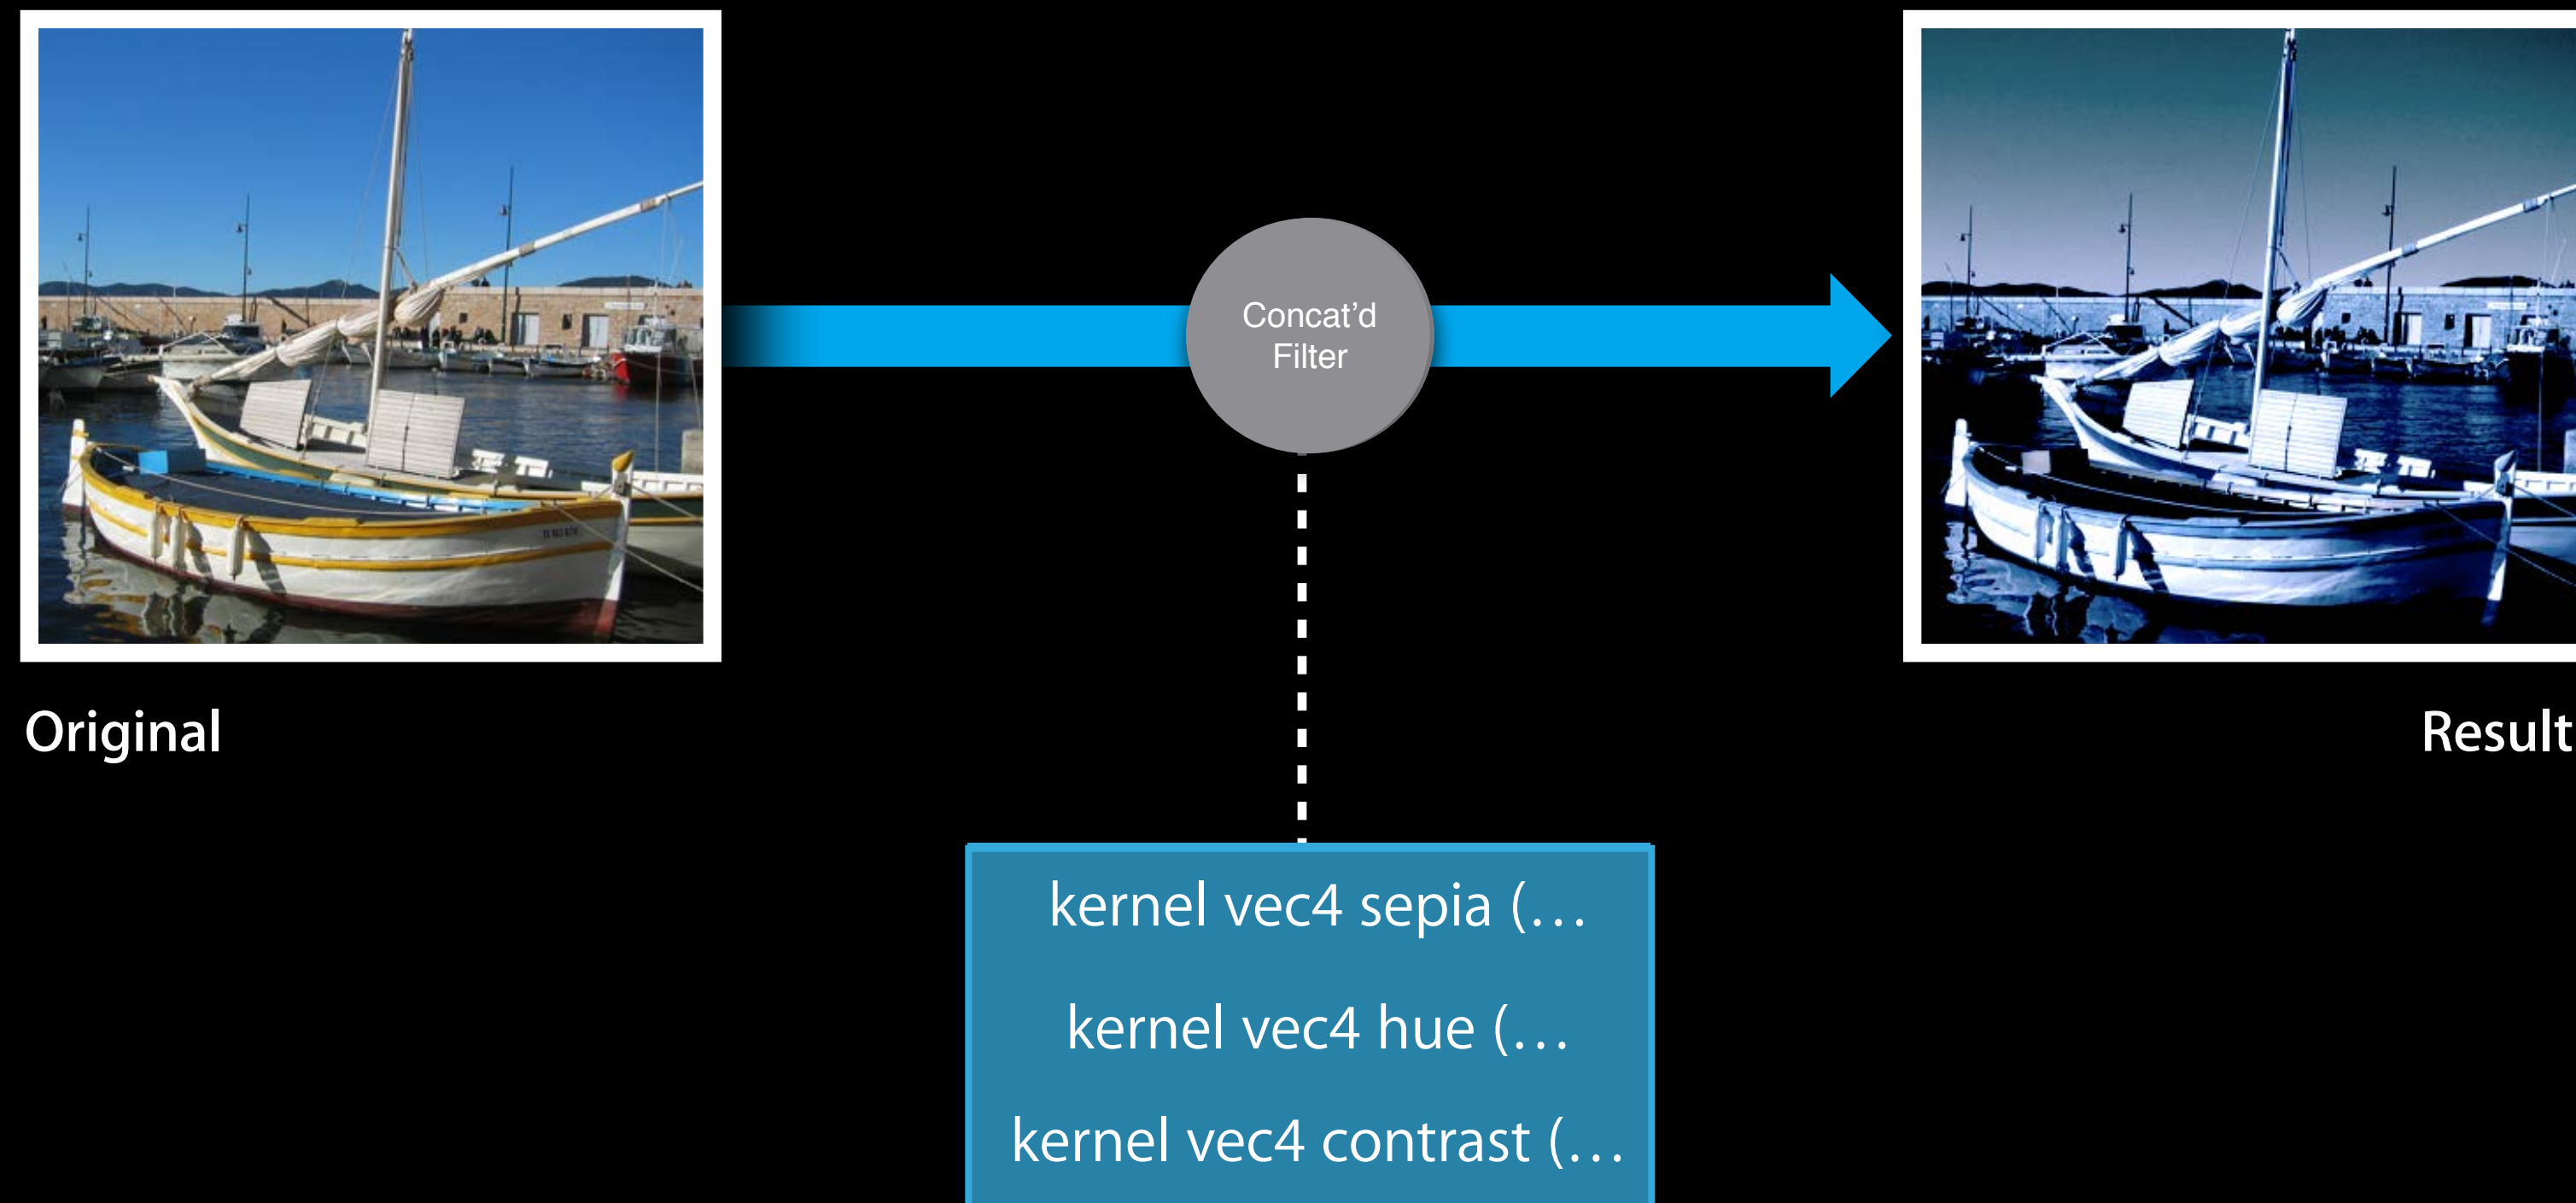 Concat’d
Filter
Original
Result
kernel vec4 sepia (…
kernel vec4 hue (…
kernel vec4 contrast (…